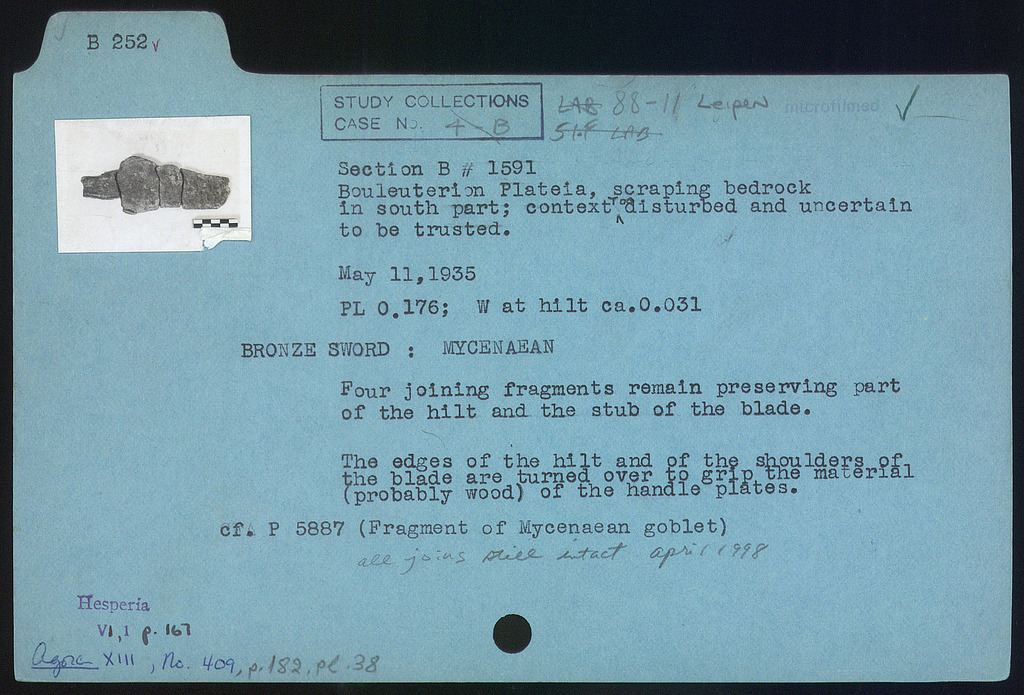 B 252 √
STUDY COLLECTIONS
CASE NO. 4-B
LAB 88-11 Leipen microfilmed ✓
S1.F LAB
Section B # 1591
Bouleuterion Plateia, scraping bedrock
in south part; context too disturbed and uncertain
to be trusted.
May 11,1935
PL 0.176; W at hilt ca.0.031
BRONZE SWORD : MYCENAEAN
Four joining fragments remain preserving part
of the hilt and the stub of the blade.
The edges of the hilt and of the shoulders of
the blade are turned over to grip the material
(probably wood) of the handle plates.
cf. P 5887 (Fragment of Mycenaean goblet)
all joins still intact april 1998
Hesperia
VI,1 p. 167
Agora XIII, No. 409, p.182, pl.38